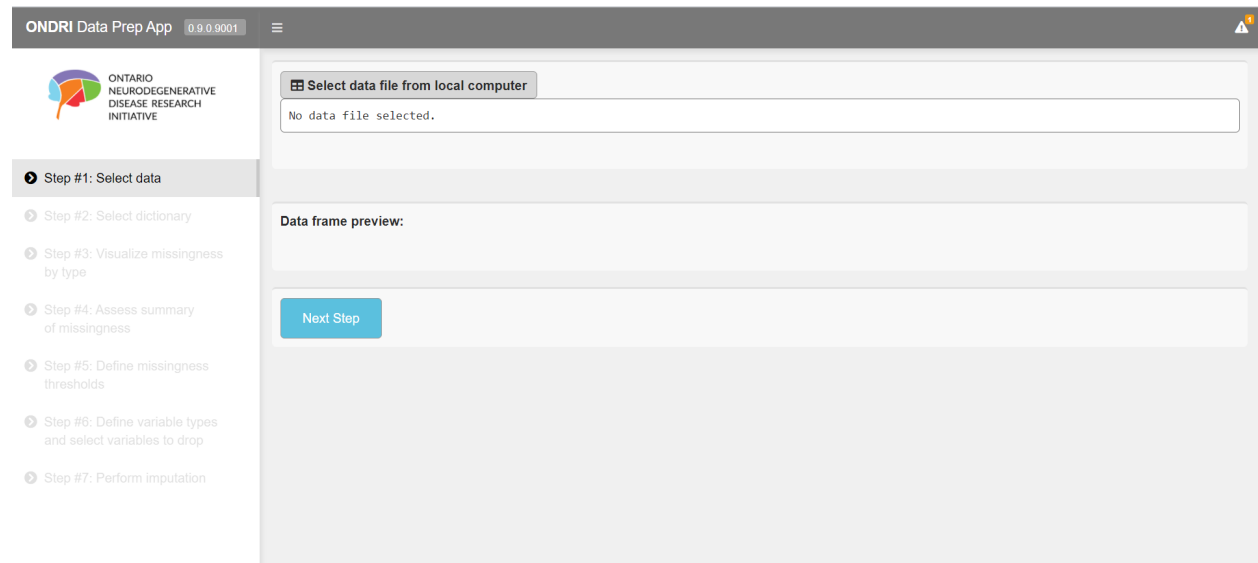 ONDRI Data Prep App 0.9.0.9001
1
ONTARIO
NEURODEGENERATIVE
DISEASE RESEARCH
INITIATIVE
Select data file from local computer
No data file selected.
Step #1: Select data
Step #2: Select dictionary
Step #3: Visualize missingness
by type
Step #4: Assess summary
of missingness
Step #5: Define missingness
thresholds
Step #6: Define variable types
and select variables to drop
Step #7: Perform imputation
Data frame preview:
Next Step